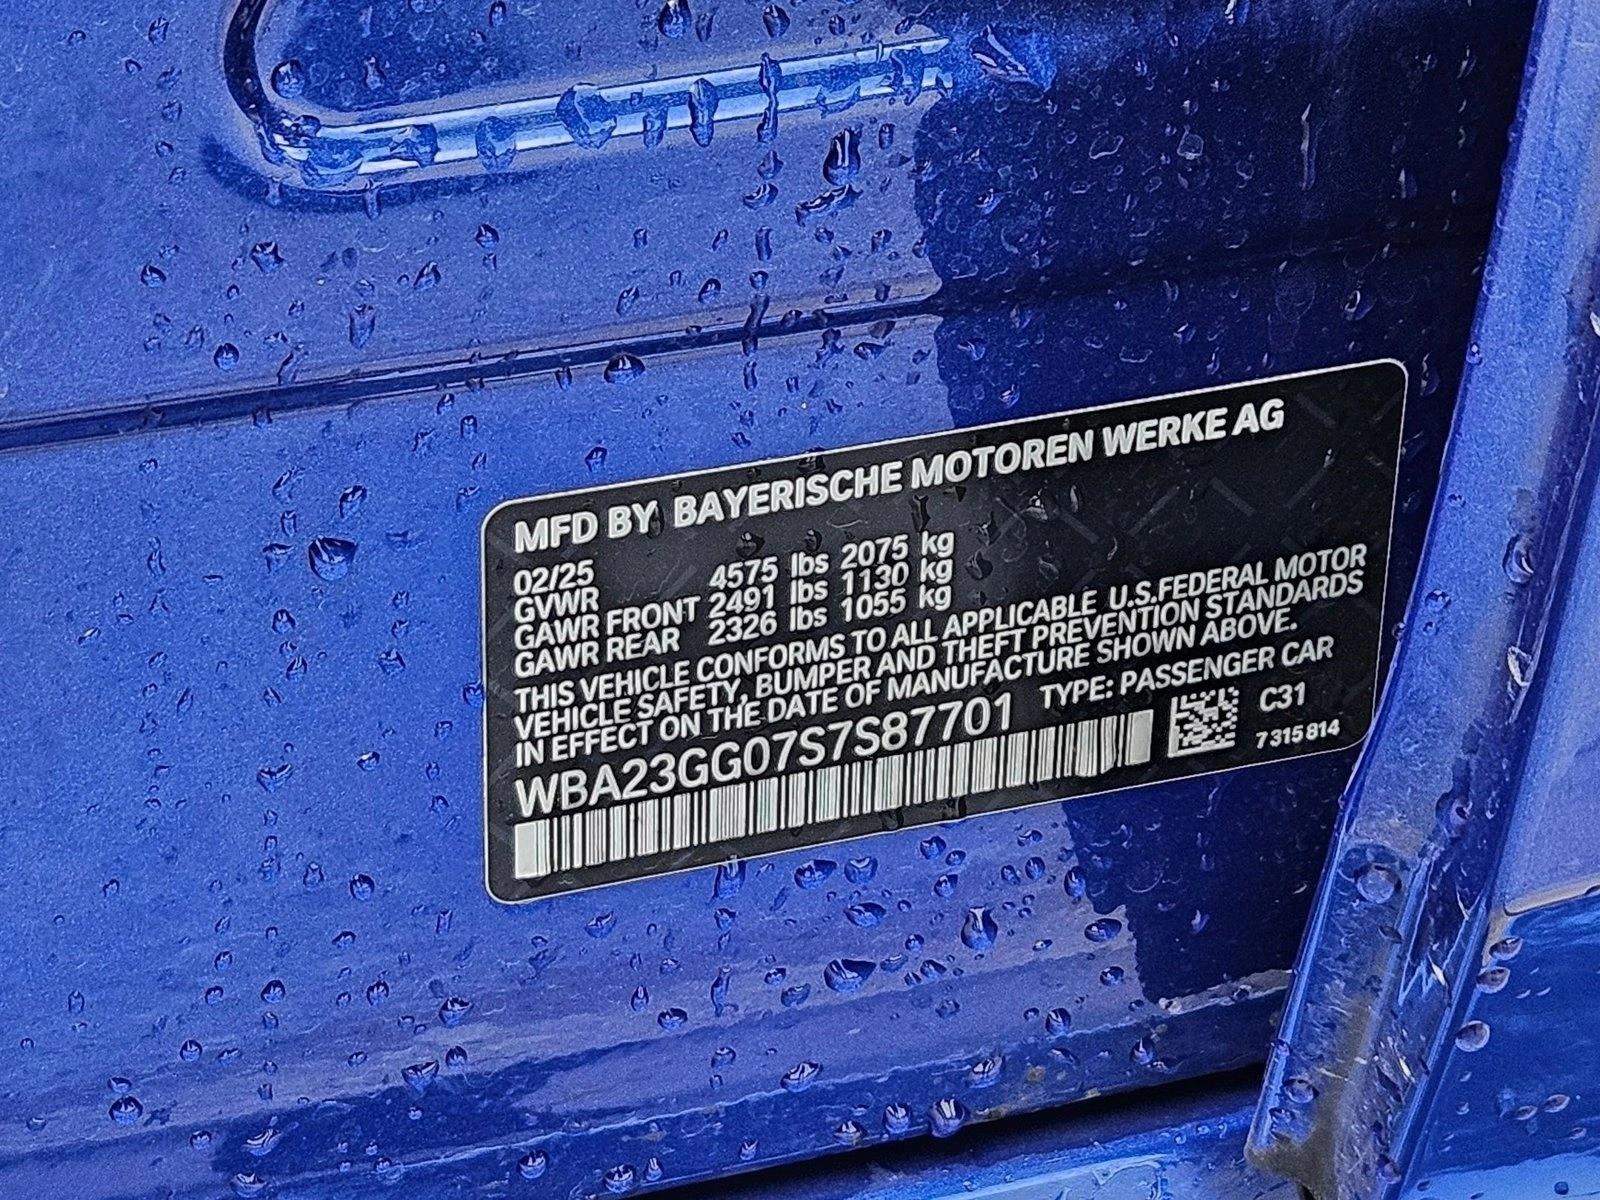 MFD BY BAYERISCHE MOTOREN WERKE AG
02/25
GVWR 4575 lbs 2075 kg
GAWR FRONT 2491 lbs 1130 kg
GAWR REAR 2326 lbs 1055 kg
THIS VEHICLE CONFORMS TO ALL APPLICABLE U.S.FEDERAL MOTOR
VEHICLE SAFETY, BUMPER AND THEFT PREVENTION STANDARDS
IN EFFECT ON THE DATE OF MANUFACTURE SHOWN ABOVE.
WBA23GG07S7S87701 TYPE: PASSENGER CAR
C31
7 315 814